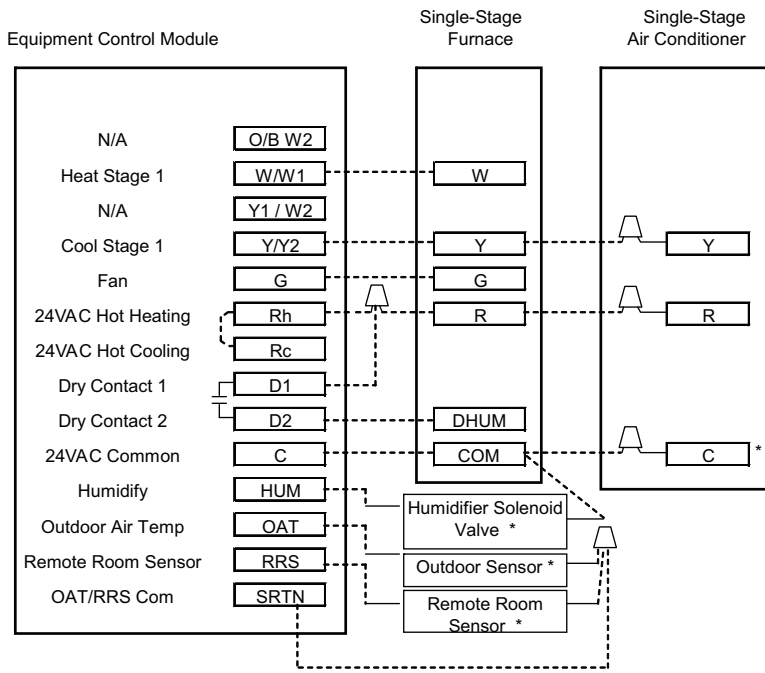 Equipment Control Module
Single-Stage
Furnace
Single-Stage
Air Conditioner
N/A O/B W2
Heat Stage 1 W/W1 W
N/A Y1 / W2
Cool Stage 1 Y/Y2 Y Y
Fan G G
24VAC Hot Heating Rh R R
24VAC Hot Cooling Rc
Dry Contact 1 D1
Dry Contact 2 D2 DHUM
24VAC Common C COM C *
Humidify HUM
Humidifier Solenoid
Valve *
Outdoor Air Temp OAT
Outdoor Sensor *
Remote Room Sensor RRS
OAT/RRS Com SRTN
Remote Room
Sensor *